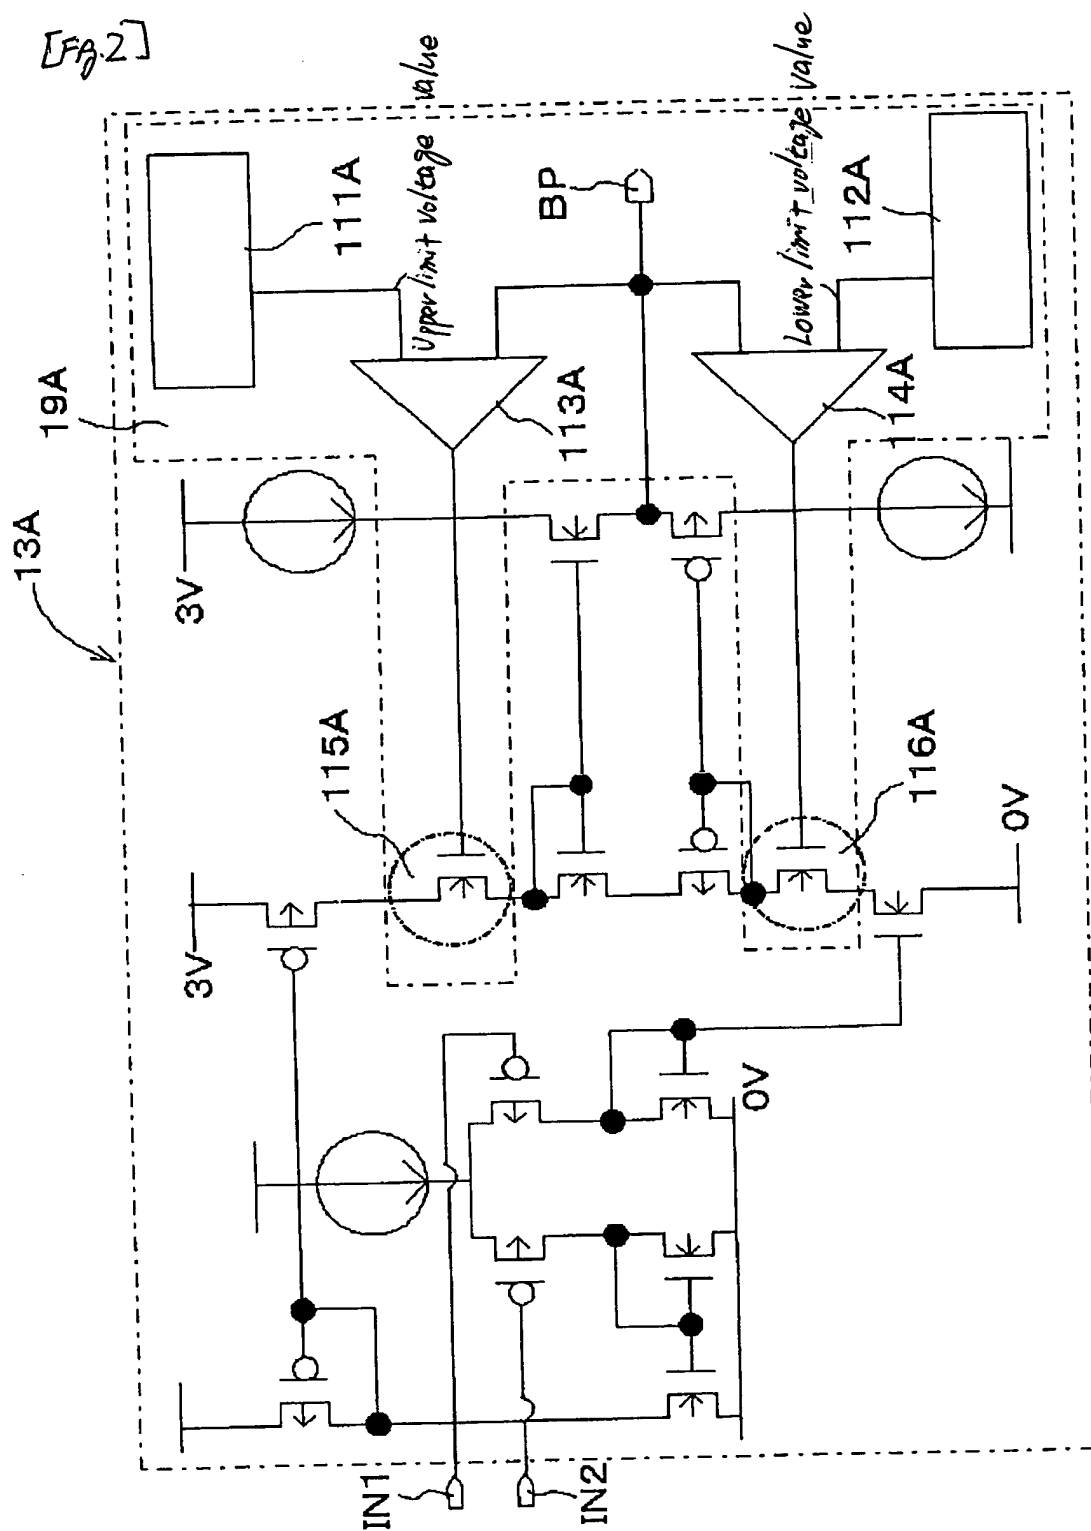 [Fig.2]
13A
19A
111A
Upper limit voltage value
113A
BP
Lower limit voltage value
112A
114A
3V
115A
116A
3V
0V
0V
IN1
IN2